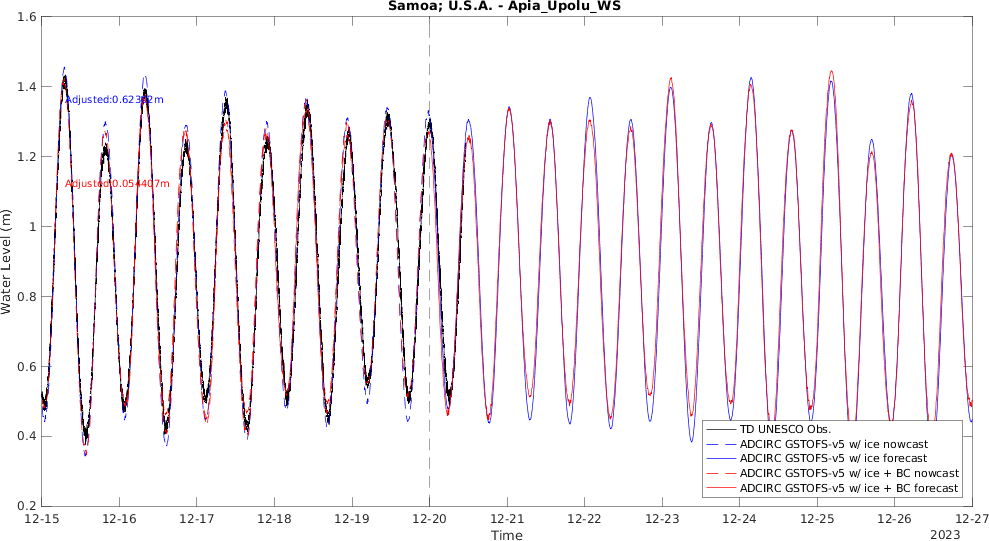 Samoa; U.S.A. - Apia_Upolu_WS
Water Level (m)
1.6
1.4
1.2
1
0.8
0.6
0.4
0.2
Adjusted:0.054407m
TD UNESCO Obs.
ADCIRC GSTOFS-v5 w/ ice nowcast
ADCIRC GSTOFS-v5 w/ ice forecast
ADCIRC GSTOFS-v5 w/ ice + BC nowcast
ADCIRC GSTOFS-v5 w/ ice + BC forecast
12-15 12-16 12-17 12-18 12-19 12-20 12-21 12-22 12-23 12-24 12-25 12-26 12-27
Time
2023